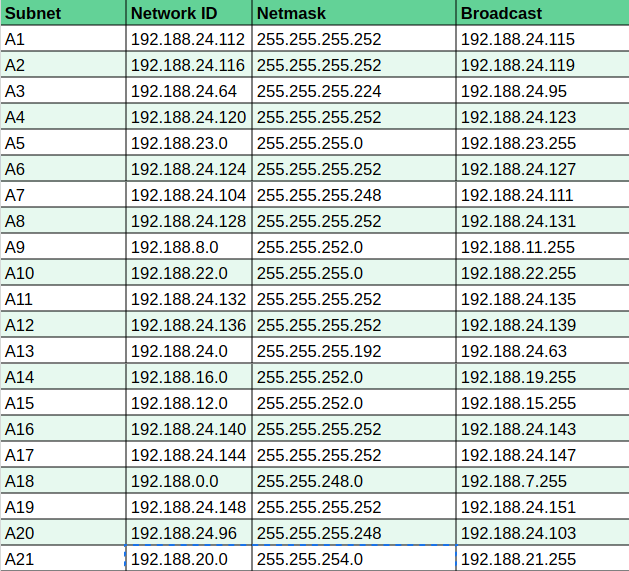 Subnet Network ID Netmask Broadcast
A1 192.188.24.112 255.255.255.252 192.188.24.115
A2 192.188.24.116 255.255.255.252 192.188.24.119
A3 192.188.24.64 255.255.255.224 192.188.24.95
A4 192.188.24.120 255.255.255.252 192.188.24.123
A5 192.188.23.0 255.255.255.0 192.188.23.255
A6 192.188.24.124 255.255.255.252 192.188.24.127
A7 192.188.24.104 255.255.255.248 192.188.24.111
A8 192.188.24.128 255.255.255.252 192.188.24.131
A9 192.188.8.0 255.255.252.0 192.188.11.255
A10 192.188.22.0 255.255.255.0 192.188.22.255
A11 192.188.24.132 255.255.255.252 192.188.24.135
A12 192.188.24.136 255.255.255.252 192.188.24.139
A13 192.188.24.0 255.255.255.192 192.188.24.63
A14 192.188.16.0 255.255.252.0 192.188.19.255
A15 192.188.12.0 255.255.252.0 192.188.15.255
A16 192.188.24.140 255.255.255.252 192.188.24.143
A17 192.188.24.144 255.255.255.252 192.188.24.147
A18 192.188.0.0 255.255.248.0 192.188.7.255
A19 192.188.24.148 255.255.255.252 192.188.24.151
A20 192.188.24.96 255.255.255.248 192.188.24.103
A21 192.188.20.0 255.255.254.0 192.188.21.255